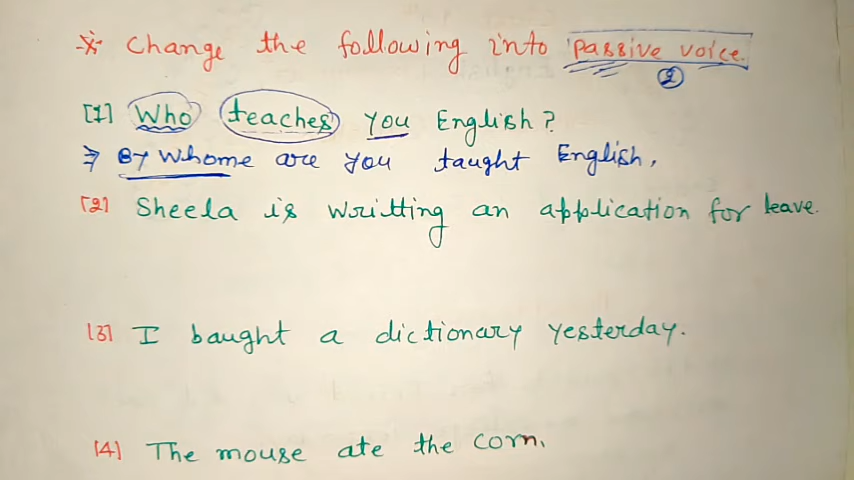 ※ Change the following into passive voice.
2
[1] Who teaches you English?
⇒ By Whome are you taught English,
[2] Sheela is writting an application for leave.
[3] I baught a dictionary yesterday.
[4] The mouse ate the corn.